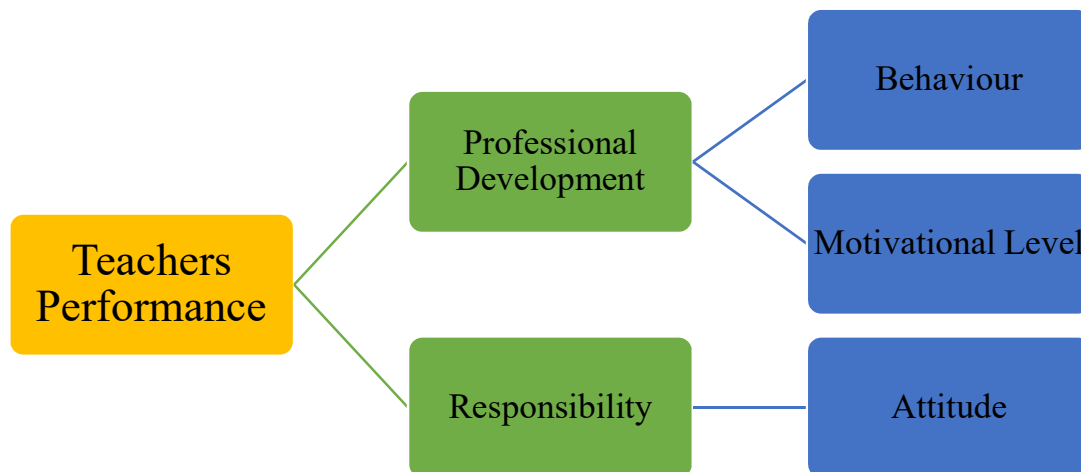 Teachers
Performance
Professional
Development
Responsibility
Behaviour
Motivational Level
Attitude